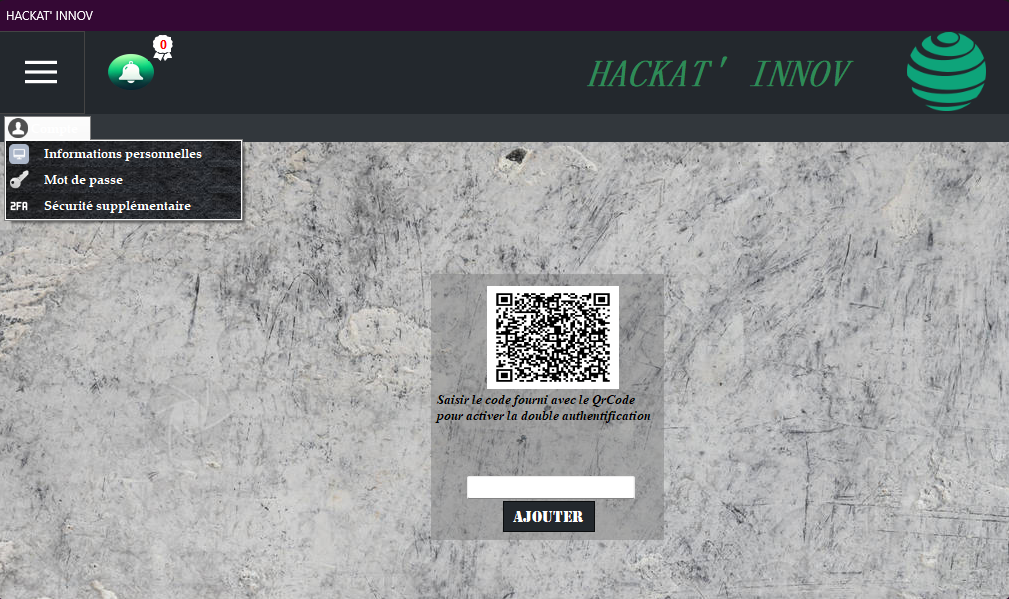 HACKAT' INNOV
0
HACKAT' INNOV
Informations personnelles
Mot de passe
2FA Sécurité supplémentaire
Saisir le code fourni avec le QrCode
pour activer la double authentification
AJOUTER